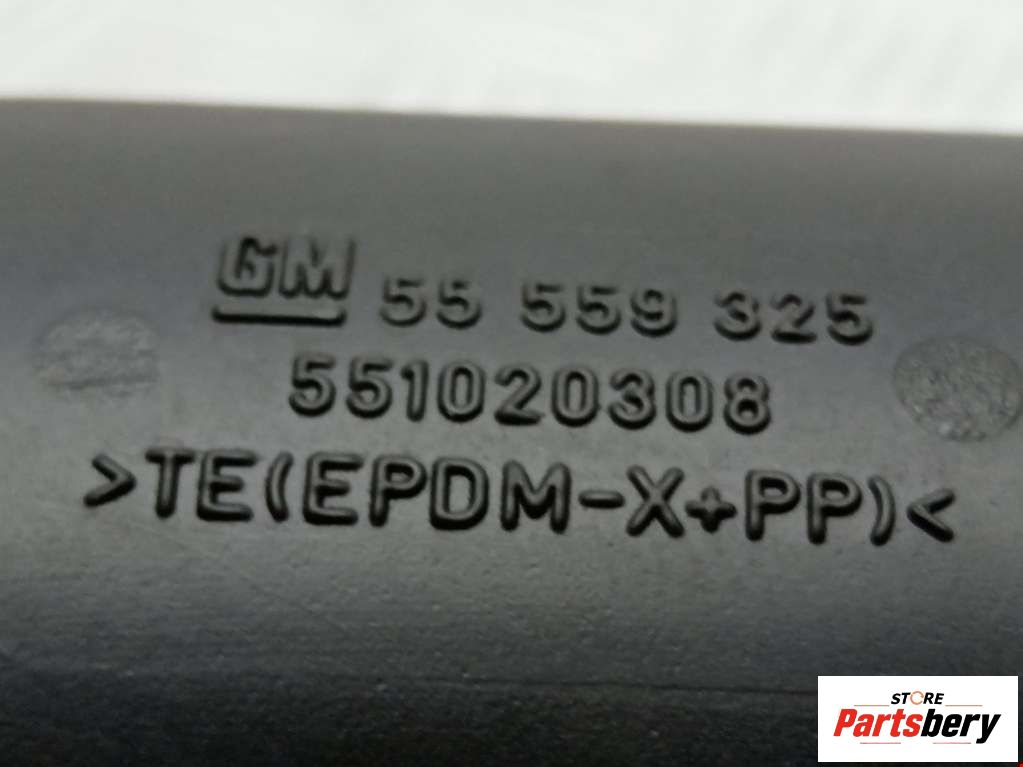 GM 55 559 325
551020308
>TE(EPDM-X+PP)<
STORE
Partsbery